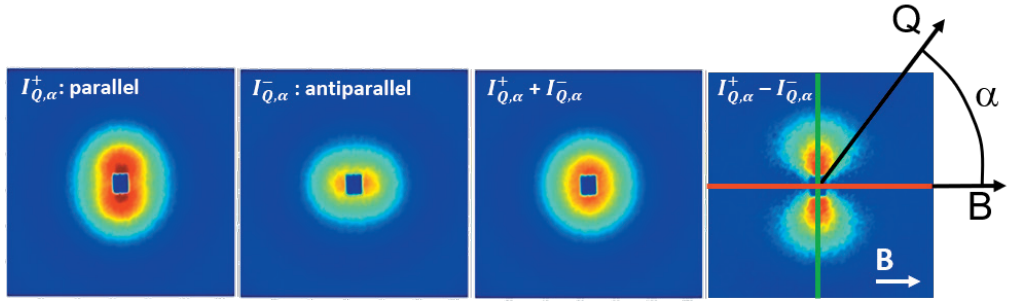 I⁺Q,α : parallel
I⁻Q,α : antiparallel
I⁺Q,α + I⁻Q,α
I⁺Q,α − I⁻Q,α
Q
α
B
B